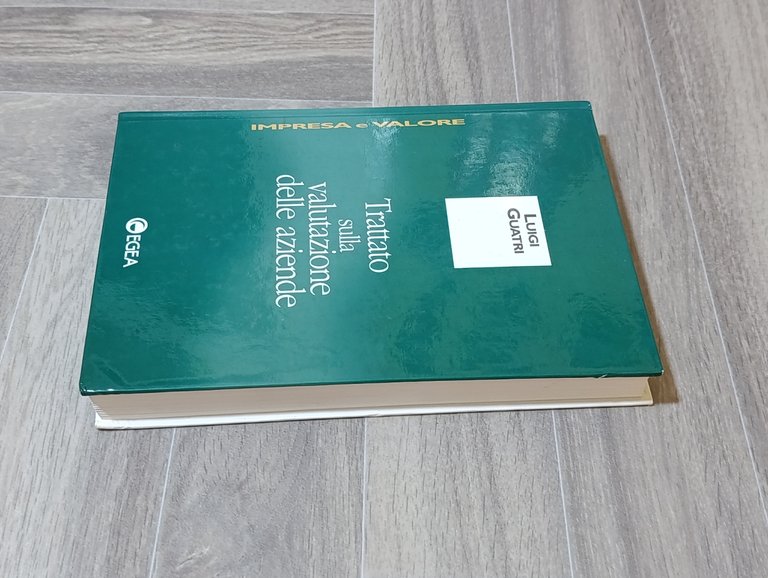 LUIGI
GUATRI
Trattato
sulla
valutazione
delle aziende
IMPRESA e VALORE
EGEA